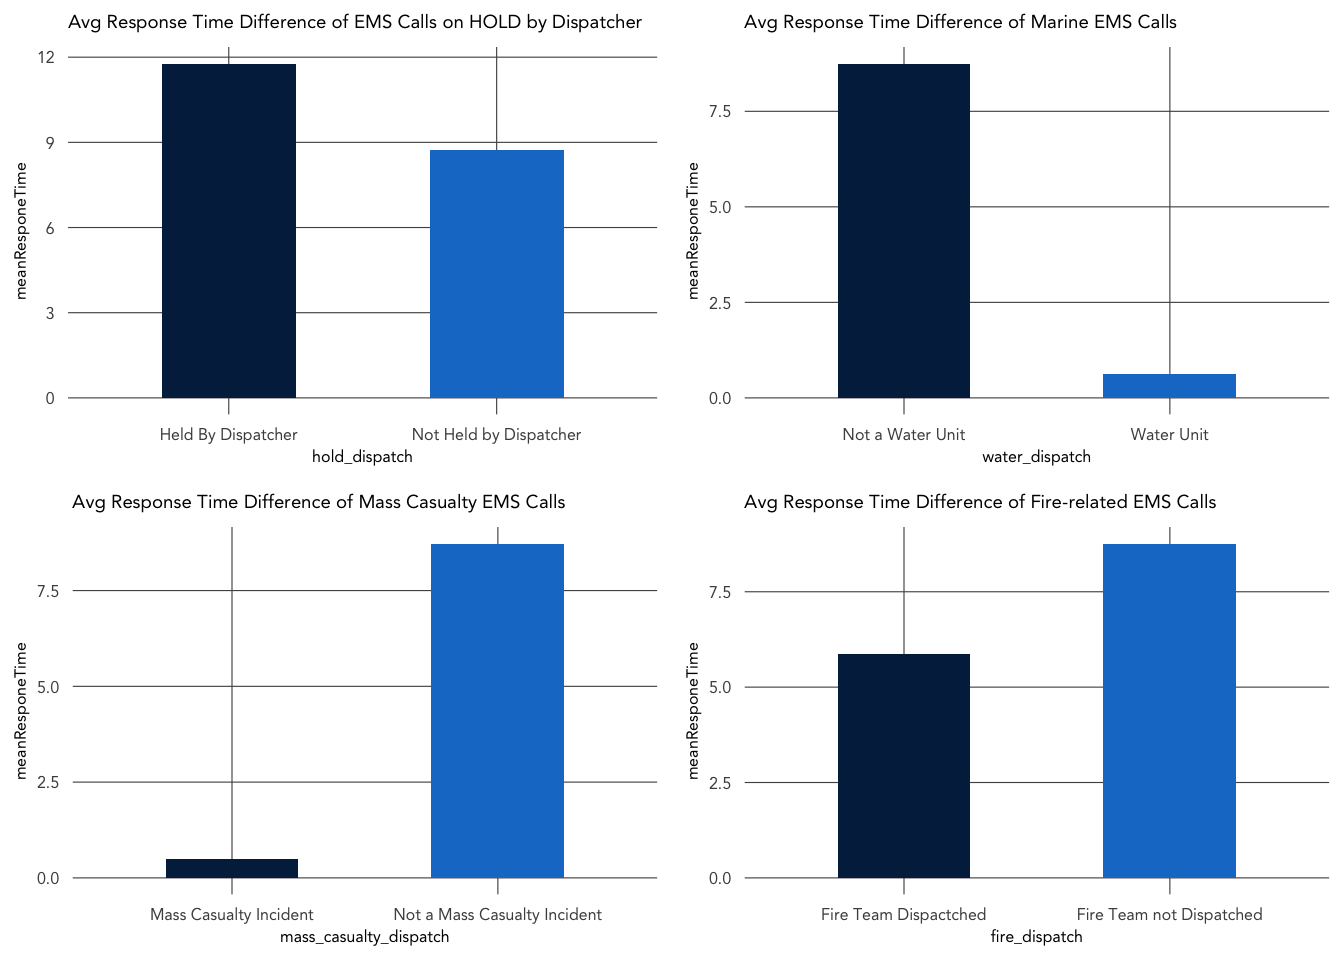 Avg Response Time Difference of EMS Calls on HOLD by Dispatcher
12
9
6
3
0
meanResponeTime
Held By Dispatcher
Not Held by Dispatcher
hold_dispatch
Avg Response Time Difference of Marine EMS Calls
7.5
5.0
2.5
0.0
meanResponeTime
Not a Water Unit
Water Unit
water_dispatch
Avg Response Time Difference of Mass Casualty EMS Calls
7.5
5.0
2.5
0.0
meanResponeTime
Mass Casualty Incident
Not a Mass Casualty Incident
mass_casualty_dispatch
Avg Response Time Difference of Fire-related EMS Calls
7.5
5.0
2.5
0.0
meanResponeTime
Fire Team Dispactched
Fire Team not Dispatched
fire_dispatch